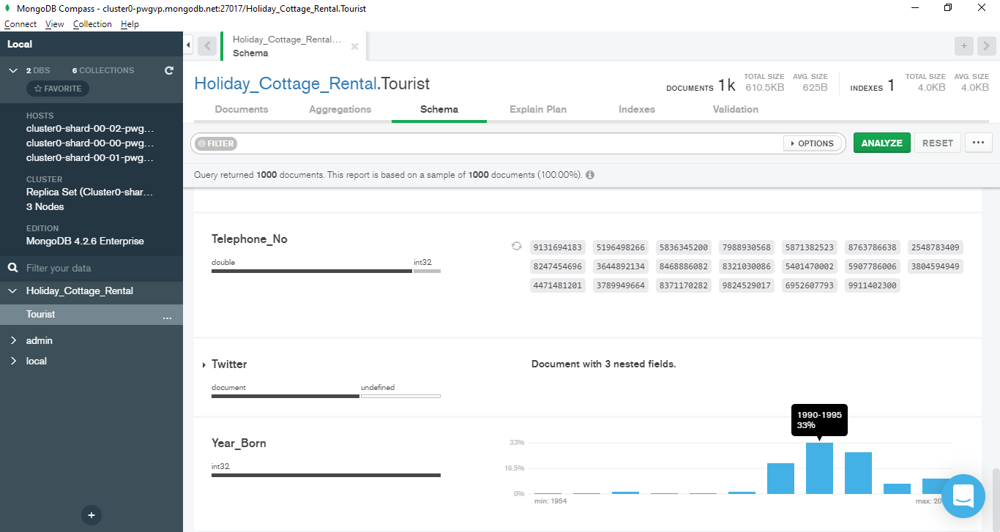 MongoDB Compass - cluster0-pwgvp.mongodb.net:27017/Holiday_Cottage_Rental.Tourist
Connect View Collection Help
Local
2 DBS 6 COLLECTIONS
FAVORITE
HOSTS
cluster0-shard-00-02-pwg...
cluster0-shard-00-00-pwg...
cluster0-shard-00-01-pwg...
CLUSTER
Replica Set (Cluster0-shar...
3 Nodes
EDITION
MongoDB 4.2.6 Enterprise
Filter your data
Holiday_Cottage_Rental
Tourist ...
admin
local
+
Holiday_Cottage_Rental...
Schema
+
Holiday_Cottage_Rental.Tourist
DOCUMENTS 1k TOTAL SIZE 610.5KB AVG. SIZE 625B INDEXES 1 TOTAL SIZE 4.0KB AVG. SIZE 4.0KB
Documents Aggregations Schema Explain Plan Indexes Validation
FILTER OPTIONS ANALYZE RESET ...
Query returned 1000 documents. This report is based on a sample of 1000 documents (100.00%).
Telephone_No
double int32
9131694183 5196498266 5836345200 7988930568 5871382523 8763786638 2548783409
8247454696 3644892134 8468886082 8321030086 5401470002 5907786006 3804594949
4471481201 3789949664 8371170282 9824529017 6952607793 9911402300
Twitter
Document with 3 nested fields.
document undefined
Year_Born
int32
1990-1995
33%
33%
16.5%
0%
min: 1954 max: 20